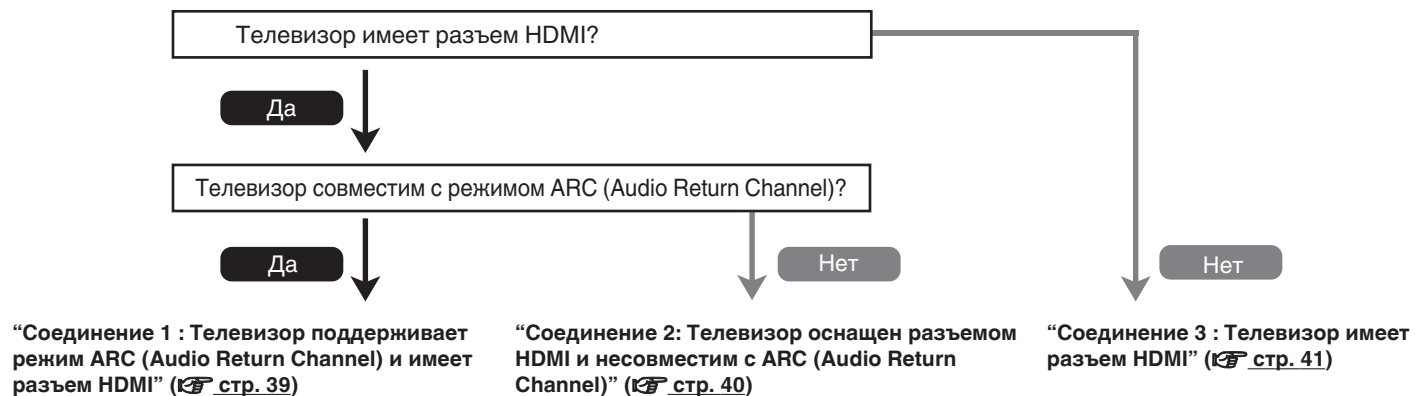 Телевизор имеет разъем HDMI?
Да
Телевизор совместим с режимом ARC (Audio Return Channel)?
Да
Нет
Нет
“Соединение 1 : Телевизор поддерживает
режим ARC (Audio Return Channel) и имеет
разъем HDMI” (☞ стр. 39)
“Соединение 2: Телевизор оснащен разъемом
HDMI и несовместим с ARC (Audio Return
Channel)” (☞ стр. 40)
“Соединение 3 : Телевизор имеет
разъем HDMI” (☞ стр. 41)